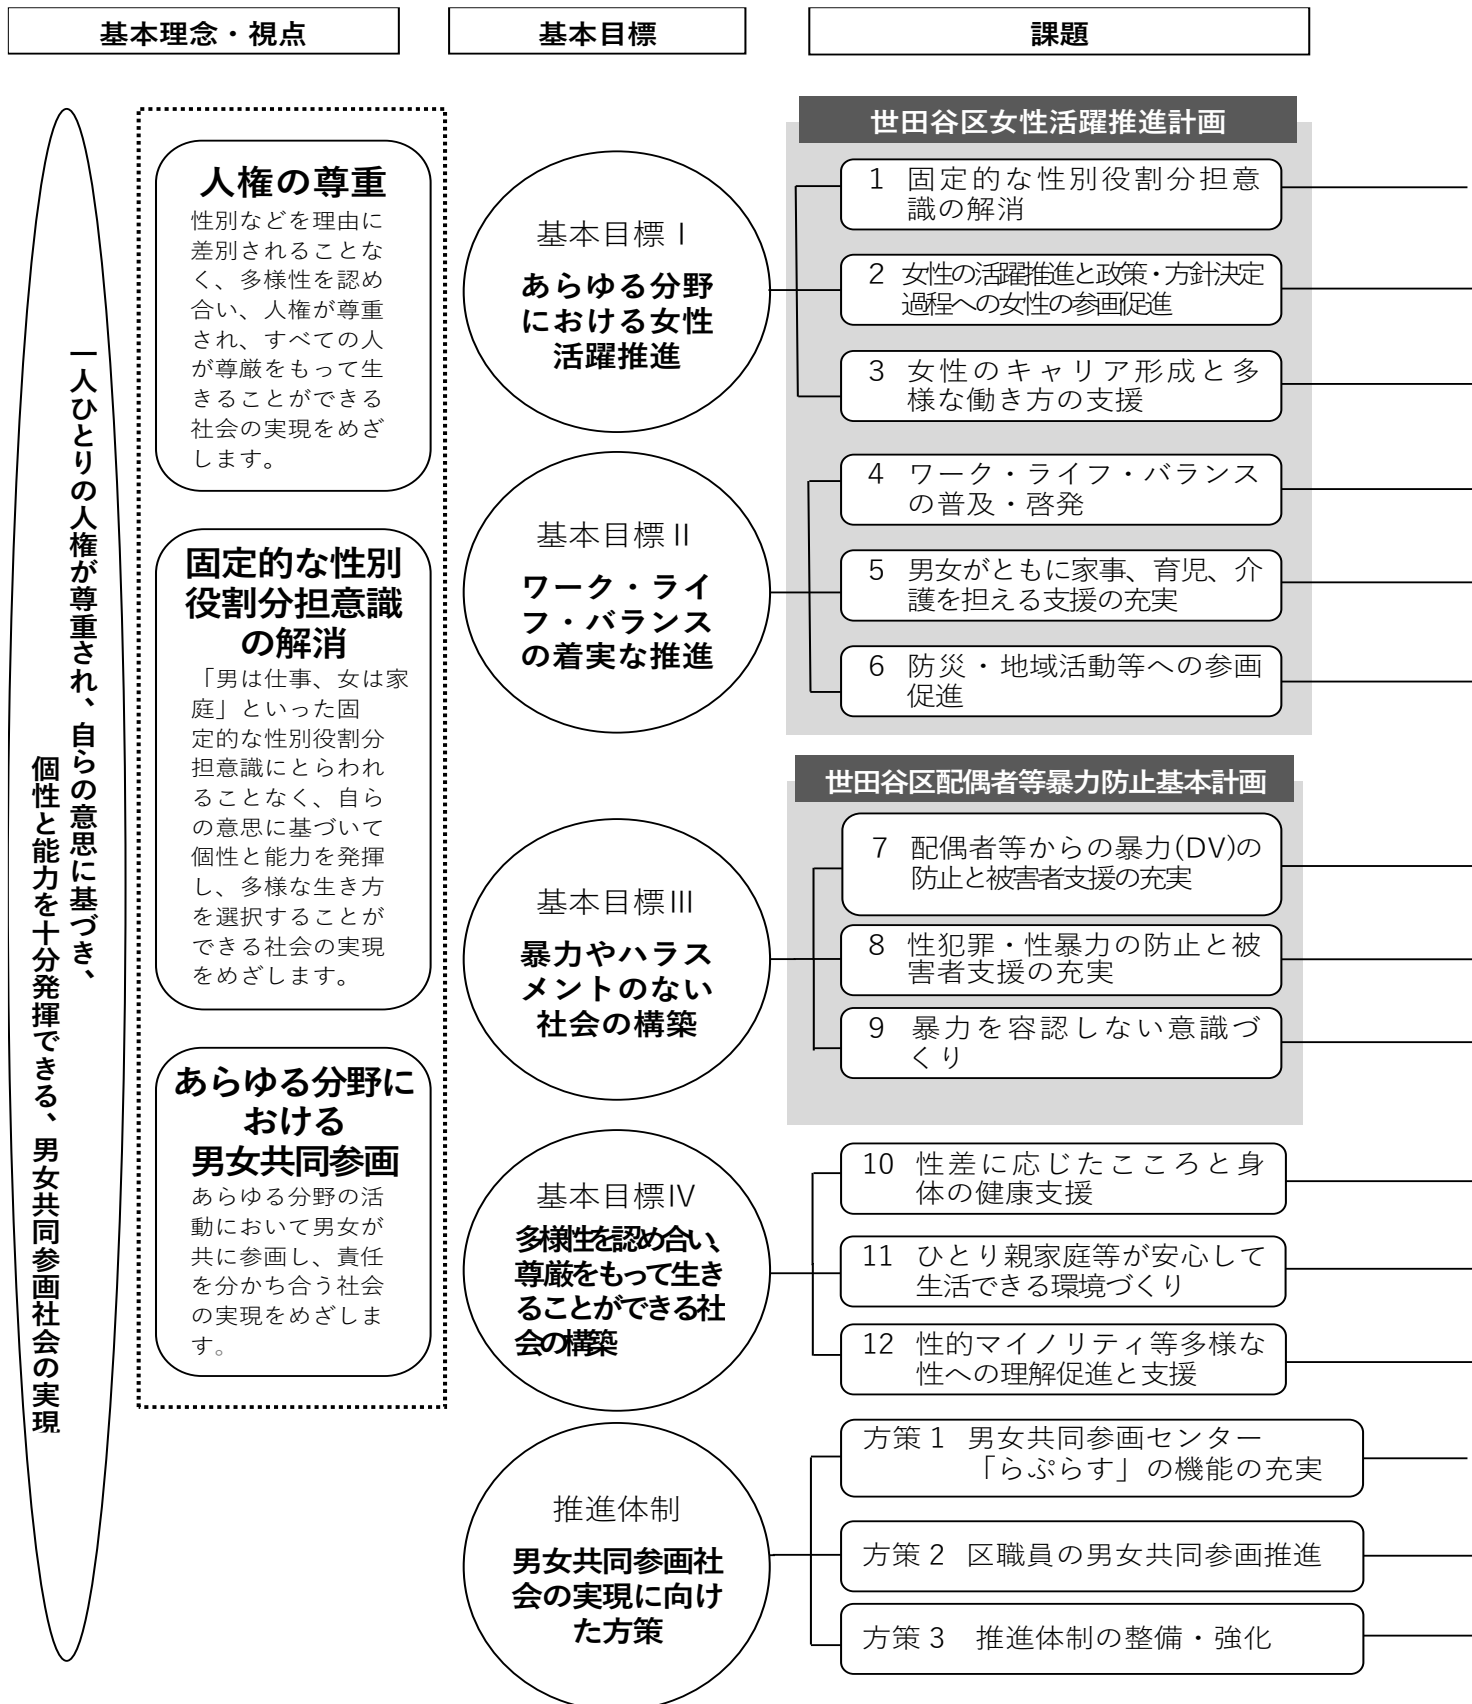 基本理念・視点
基本目標
課題
一人ひとりの人権が尊重され、自らの意思に基づき、
個性と能力を十分発揮できる、男女共同参画社会の実現
人権の尊重
性別などを理由に
差別されることな
く、多様性を認め
合い、人権が尊重
され、すべての人
が尊厳をもって生
きることができる
社会の実現をめざ
します。
固定的な性別
役割分担意識
の解消
「男は仕事、女は家
庭」といった固
定的な性別役割分
担意識にとらわれ
ることなく、自ら
の意思に基づいて
個性と能力を発揮
し、多様な生き方
を選択することが
できる社会の実現
をめざします。
あらゆる分野に
おける
男女共同参画
あらゆる分野の活
動において男女が
共に参画し、責任
を分かち合う社会
の実現をめざしま
す。
基本目標Ⅰ
あらゆる分野
における女性
活躍推進
世田谷区女性活躍推進計画
1 固定的な性別役割分担意
識の解消
2 女性の活躍推進と政策・方針決定
過程への女性の参画促進
3 女性のキャリア形成と多
様な働き方の支援
基本目標Ⅱ
ワーク・ライ
フ・バランス
の着実な推進
4 ワーク・ライフ・バランス
の普及・啓発
5 男女がともに家事、育児、介
護を担える支援の充実
6 防災・地域活動等への参画
促進
基本目標Ⅲ
暴力やハラス
メントのない
社会の構築
世田谷区配偶者等暴力防止基本計画
7 配偶者等からの暴力(DV)の
防止と被害者支援の充実
8 性犯罪・性暴力の防止と被
害者支援の充実
9 暴力を容認しない意識づ
くり
基本目標Ⅳ
多様性を認め合い、
尊厳をもって生き
ることができる社
会の構築
10 性差に応じたこころと身
体の健康支援
11 ひとり親家庭等が安心して
生活できる環境づくり
12 性的マイノリティ等多様な
性への理解促進と支援
推進体制
男女共同参画社
会の実現に向け
た方策
方策1 男女共同参画センター
「らぷらす」の機能の充実
方策2 区職員の男女共同参画推進
方策3 推進体制の整備・強化